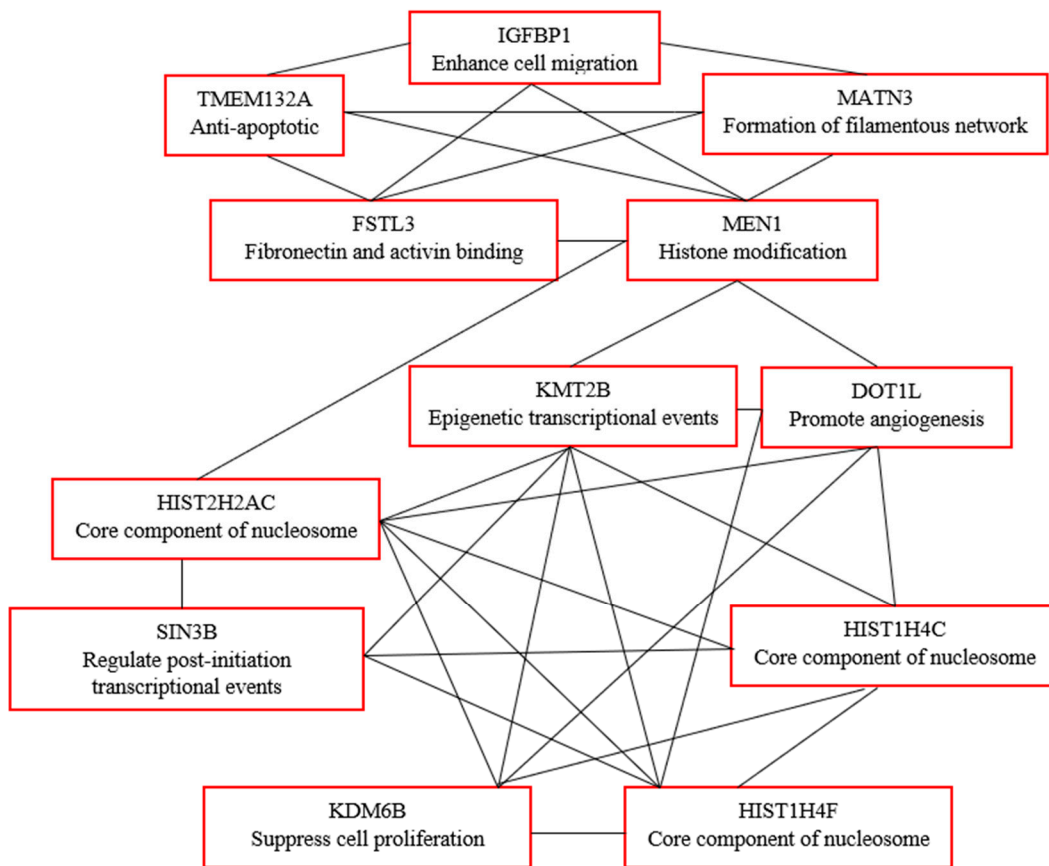 IGFBP1
Enhance cell migration
TMEM132A
Anti-apoptotic
MATN3
Formation of filamentous network
FSTL3
Fibronectin and activin binding
MEN1
Histone modification
KMT2B
Epigenetic transcriptional events
DOT1L
Promote angiogenesis
HIST2H2AC
Core component of nucleosome
SIN3B
Regulate post-initiation
transcriptional events
HIST1H4C
Core component of nucleosome
KDM6B
Suppress cell proliferation
HIST1H4F
Core component of nucleosome